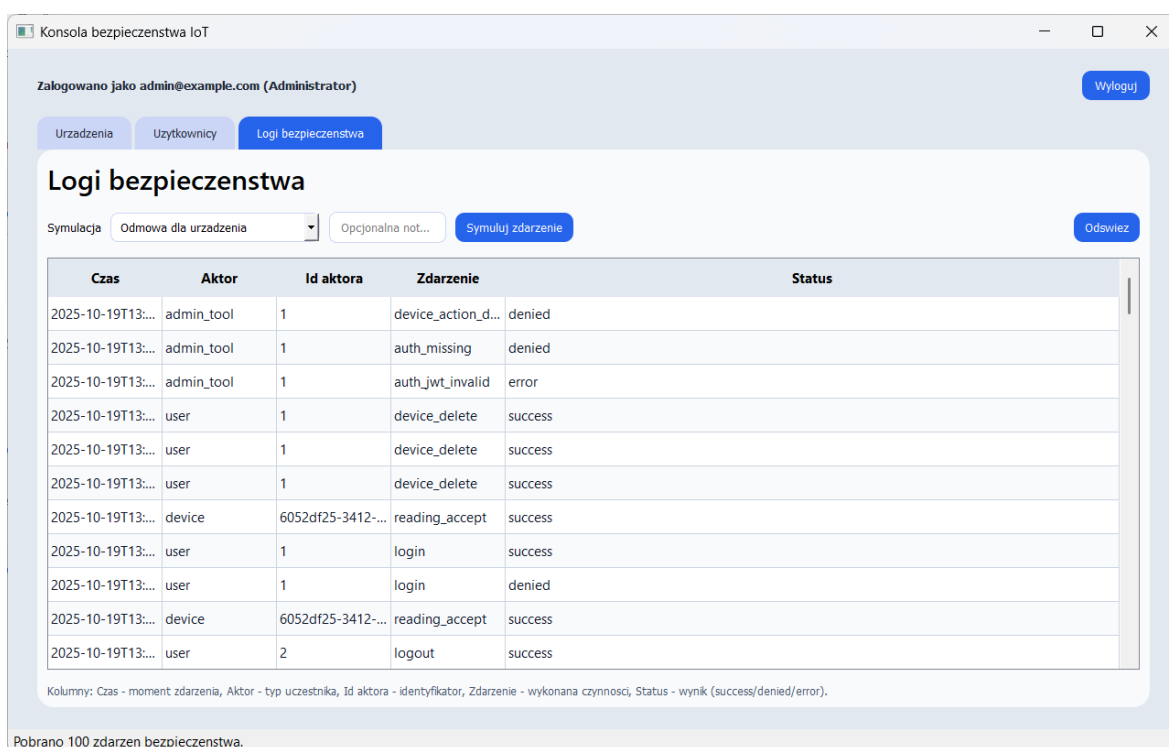 Konsola bezpieczenstwa IoT
Zalogowano jako admin@example.com (Administrator)
Wyloguj
Urzadzenia Uzytkownicy Logi bezpieczenstwa
Logi bezpieczenstwa
Symulacja Odmowa dla urzadzenia Opcjonalna not... Symuluj zdarzenie Odswiez
Czas Aktor Id aktora Zdarzenie Status
2025-10-19T13:... admin_tool 1 device_action_d... denied
2025-10-19T13:... admin_tool 1 auth_missing denied
2025-10-19T13:... admin_tool 1 auth_jwt_invalid error
2025-10-19T13:... user 1 device_delete success
2025-10-19T13:... user 1 device_delete success
2025-10-19T13:... user 1 device_delete success
2025-10-19T13:... device 6052df25-3412-... reading_accept success
2025-10-19T13:... user 1 login success
2025-10-19T13:... user 1 login denied
2025-10-19T13:... device 6052df25-3412-... reading_accept success
2025-10-19T13:... user 2 logout success
Kolumny: Czas - moment zdarzenia, Aktor - typ uczestnika, Id aktora - identyfikator, Zdarzenie - wykonana czynnosci, Status - wynik (success/denied/error).
Pobrano 100 zdarzen bezpieczenstwa.